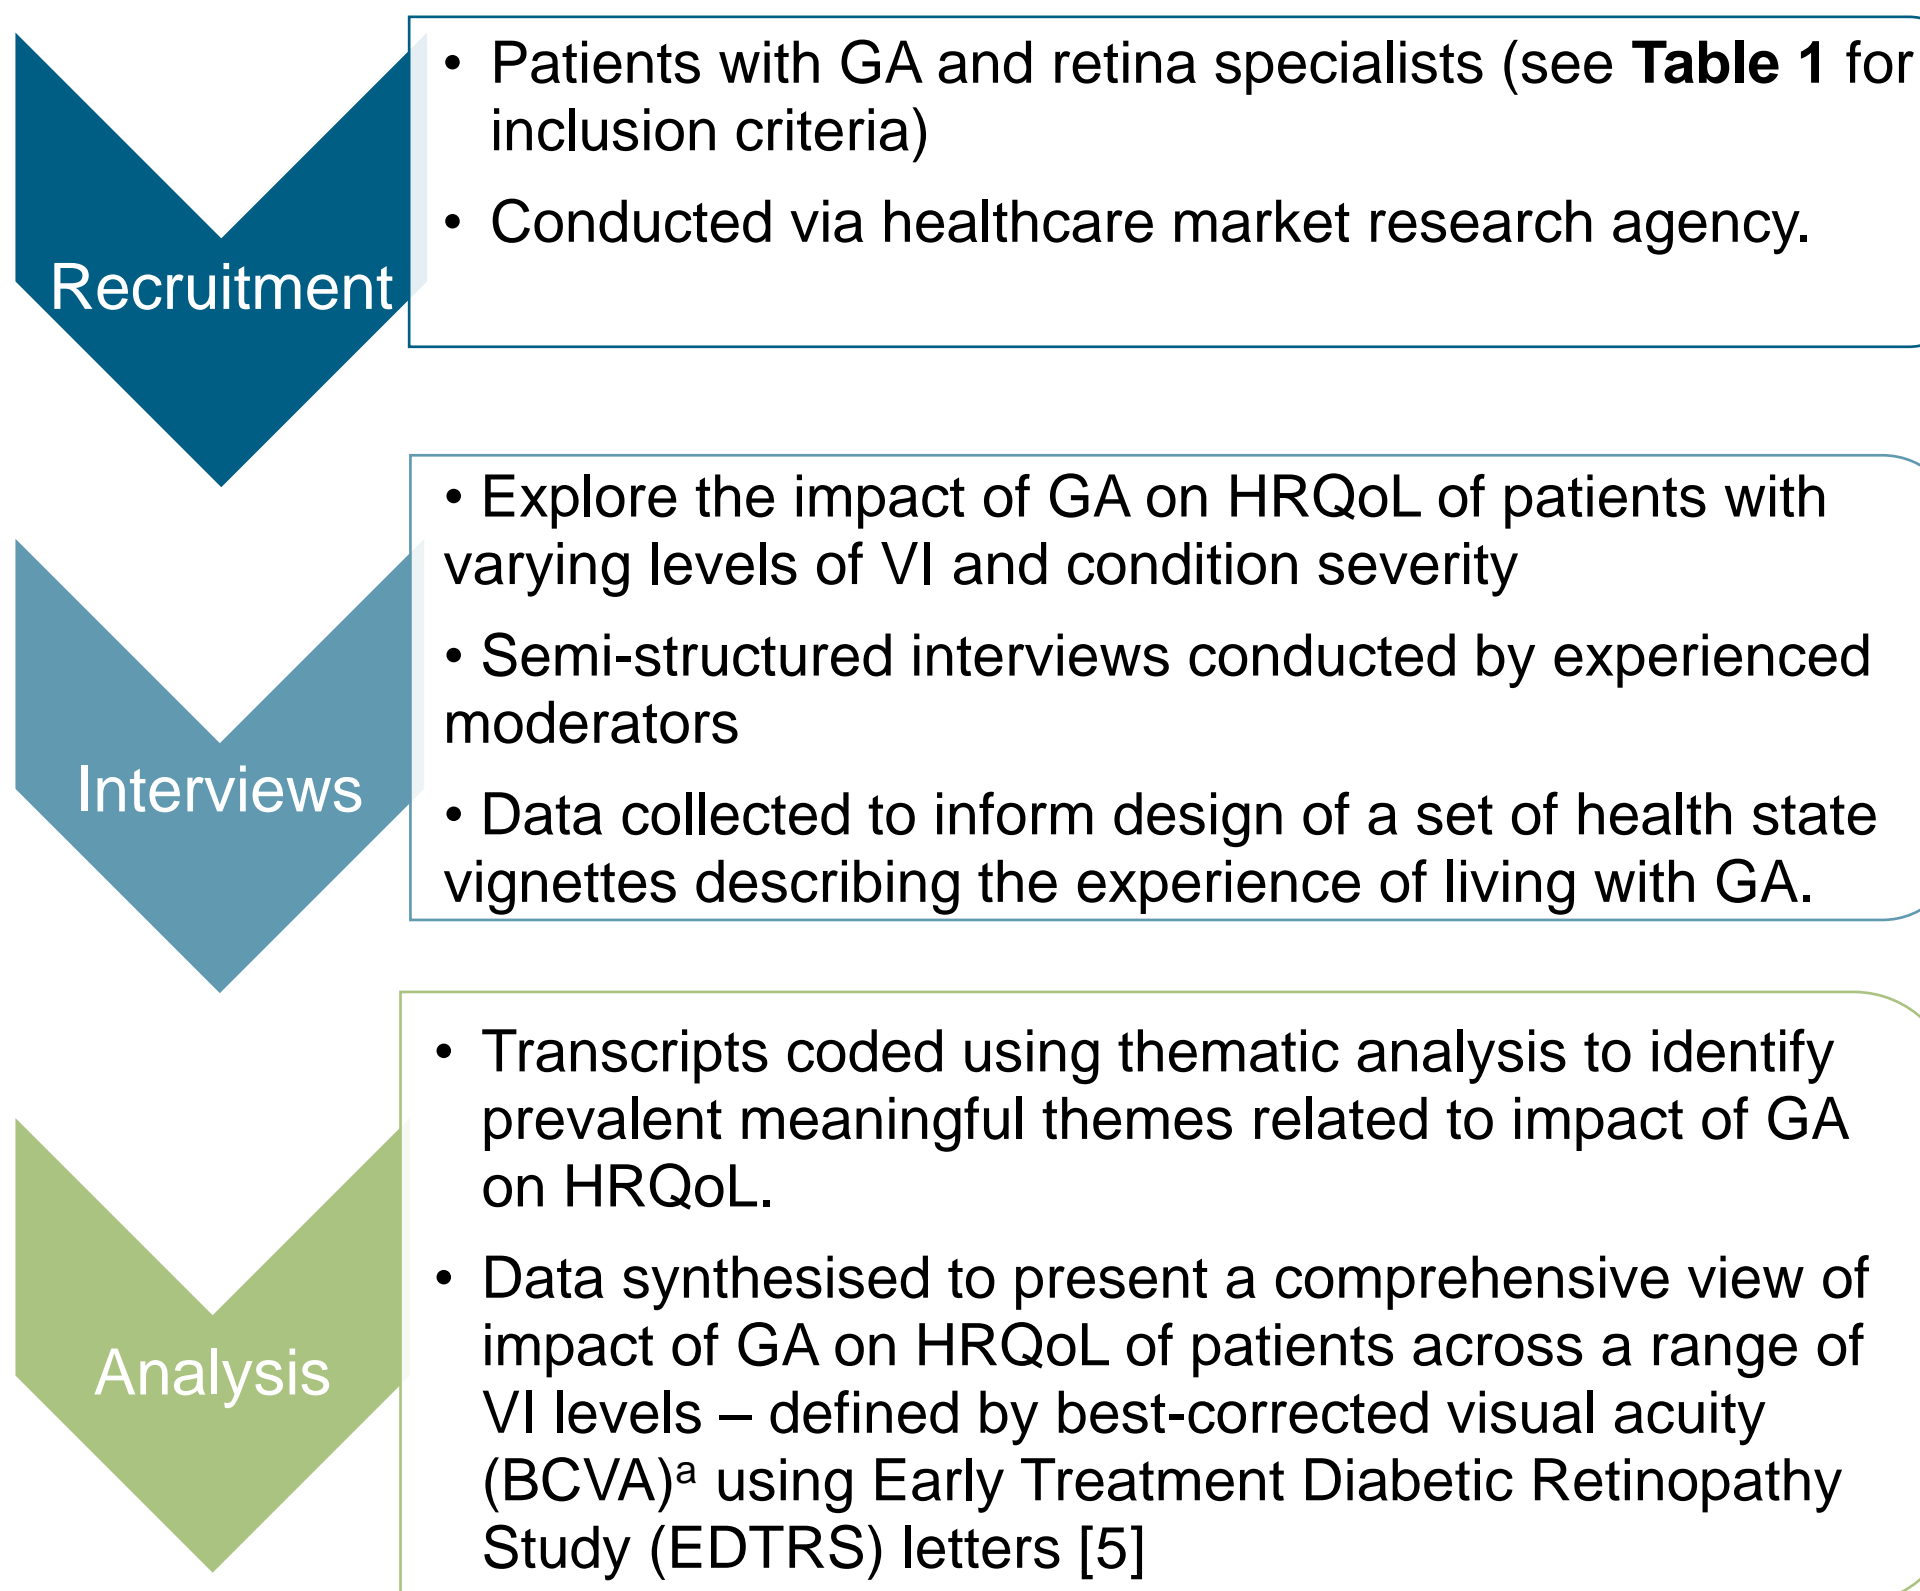 Recruitment
• Patients with GA and retina specialists (see Table 1 for
inclusion criteria)
• Conducted via healthcare market research agency.
Interviews
• Explore the impact of GA on HRQoL of patients with
varying levels of VI and condition severity
• Semi-structured interviews conducted by experienced
moderators
• Data collected to inform design of a set of health state
vignettes describing the experience of living with GA.
Analysis
• Transcripts coded using thematic analysis to identify
prevalent meaningful themes related to impact of GA
on HRQoL.
• Data synthesised to present a comprehensive view of
impact of GA on HRQoL of patients across a range of
VI levels – defined by best-corrected visual acuity
(BCVA)ᵃ using Early Treatment Diabetic Retinopathy
Study (EDTRS) letters [5]